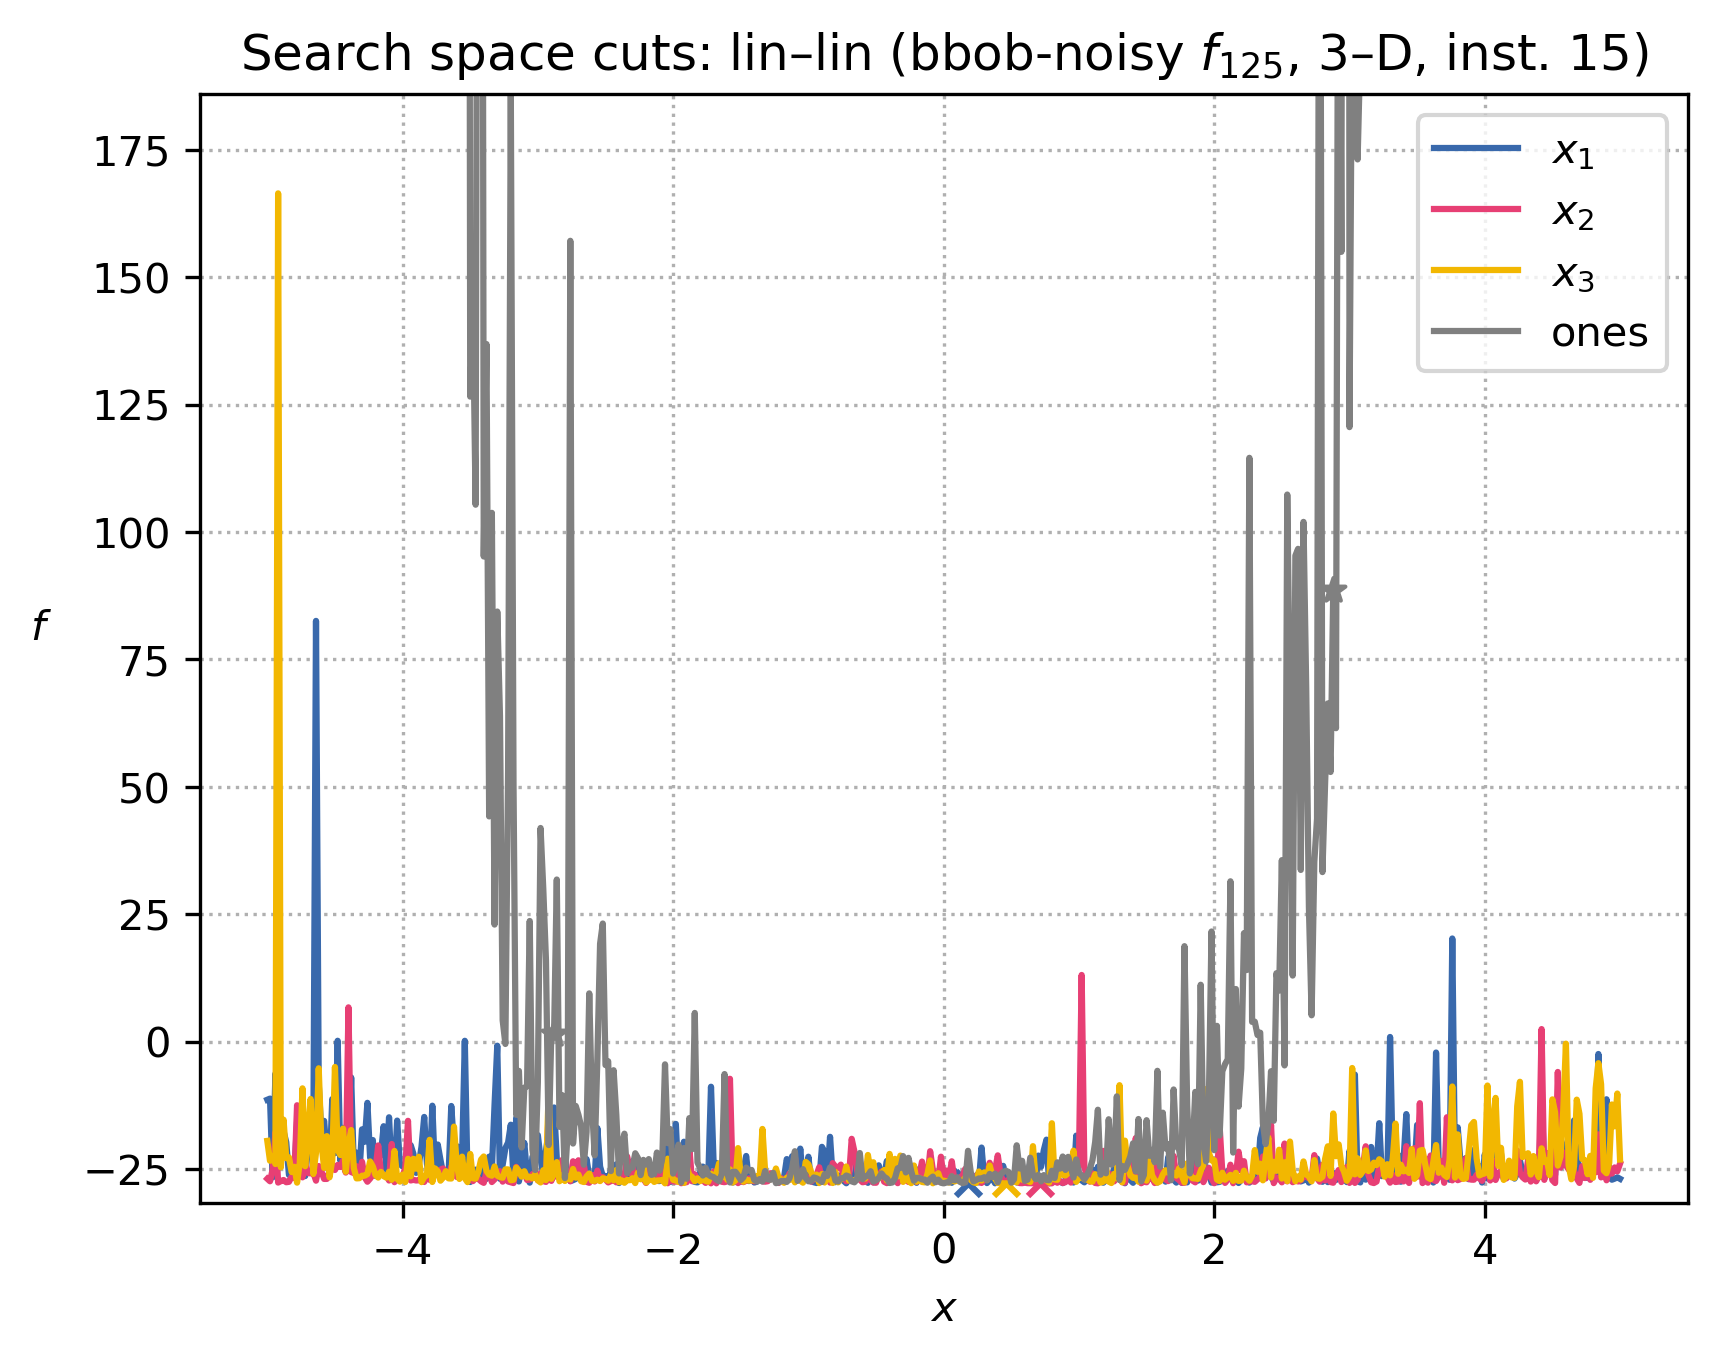 Search space cuts: lin–lin (bbob-noisy f₁₂₅, 3–D, inst. 15)
175
150
125
100
75
50
25
0
−25
f
x₁
x₂
x₃
ones
−4
−2
0
2
4
x